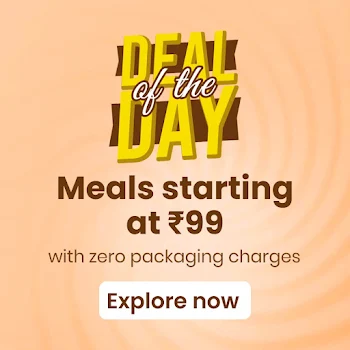 DEAL
of the
DAY
Meals starting
at ₹99
with zero packaging charges
Explore now